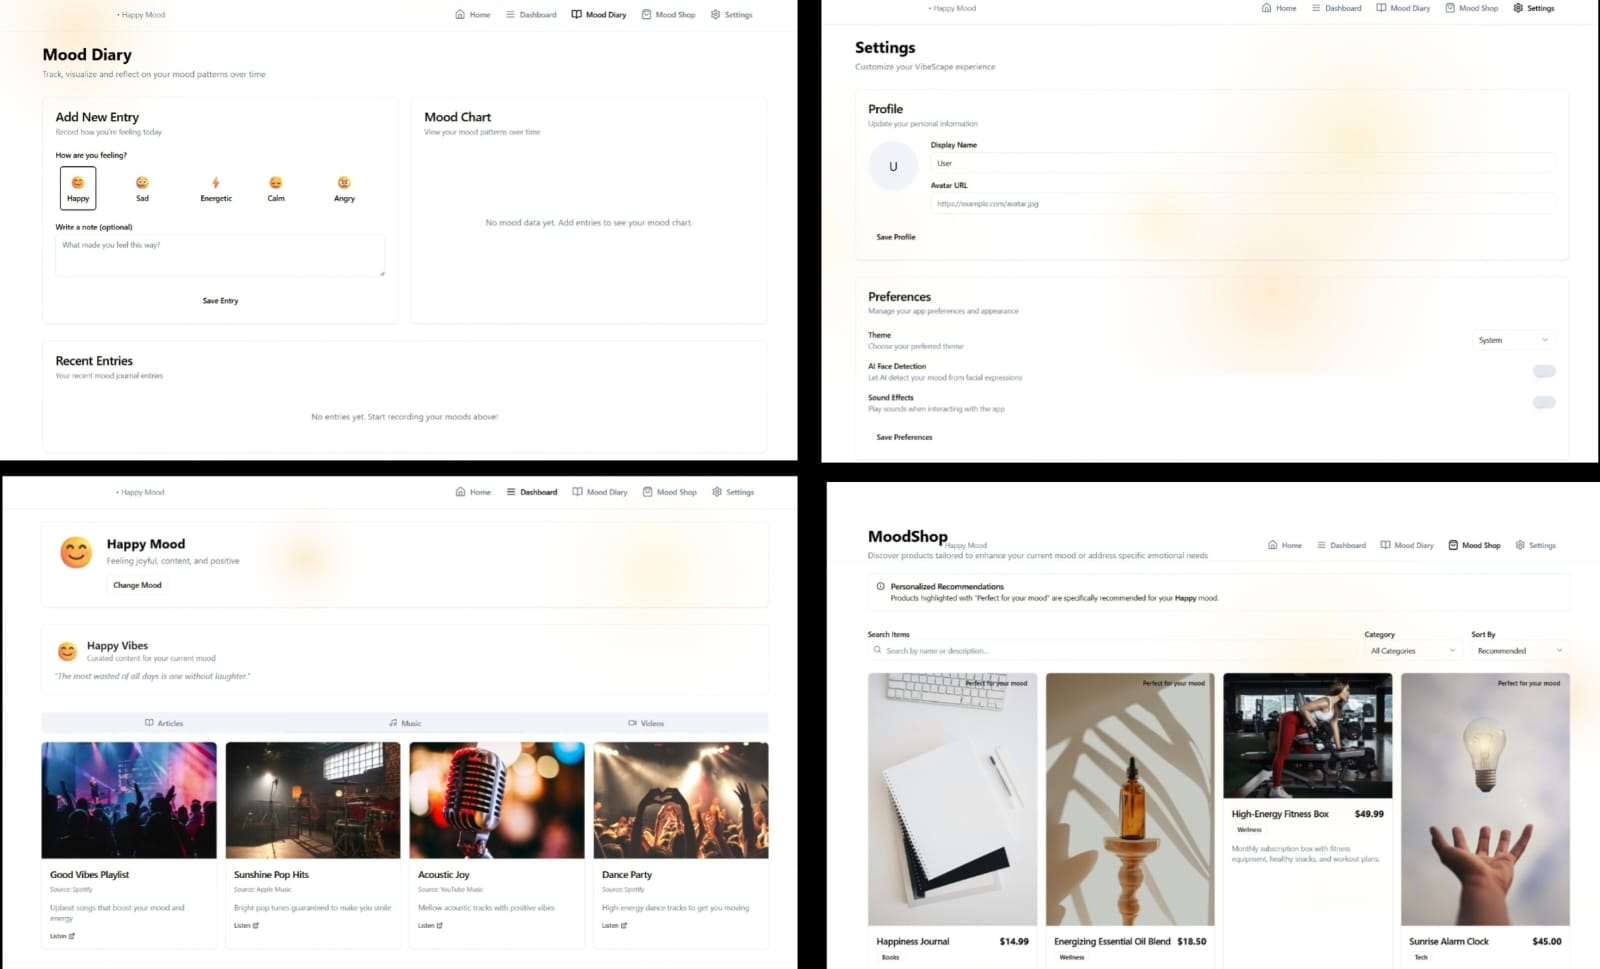 • Happy Mood
Home Dashboard Mood Diary Mood Shop Settings
Mood Diary
Track, visualize and reflect on your mood patterns over time
Add New Entry
Record how you're feeling today
How are you feeling?
Happy Sad Energetic Calm Angry
Write a note (optional)
What made you feel this way?
Save Entry
Mood Chart
View your mood patterns over time
No mood data yet. Add entries to see your mood chart.
Recent Entries
Your recent mood journal entries
No entries yet. Start recording your moods above!
• Happy Mood
Home Dashboard Mood Diary Mood Shop Settings
Settings
Customize your VibeScape experience
Profile
Update your personal information
U
Display Name
User
Avatar URL
https://example.com/avatar.jpg
Save Profile
Preferences
Manage your app preferences and appearance
Theme
Choose your preferred theme
System
AI Face Detection
Let AI detect your mood from facial expressions
Sound Effects
Play sounds when interacting with the app
Save Preferences
• Happy Mood
Home Dashboard Mood Diary Mood Shop Settings
Happy Mood
Feeling joyful, content, and positive
Change Mood
Happy Vibes
Curated content for your current mood
"The most wasted of all days is one without laughter."
Articles Music Videos
Good Vibes Playlist
Source: Spotify
Upbeat songs that boost your mood and
energy
Listen
Sunshine Pop Hits
Source: Apple Music
Bright pop tunes guaranteed to make you smile
Listen
Acoustic Joy
Source: YouTube Music
Mellow acoustic tracks with positive vibes
Listen
Dance Party
Source: Spotify
High-energy dance tracks to get you moving
Listen
MoodShop
Happy Mood
Home Dashboard Mood Diary Mood Shop Settings
Discover products tailored to enhance your current mood or address specific emotional needs
Personalized Recommendations
Products highlighted with "Perfect for your mood" are specifically recommended for your Happy mood.
Search Items
Search by name or description...
Category
All Categories
Sort By
Recommended
Perfect for your mood
Happiness Journal $14.99
Books
Perfect for your mood
Energizing Essential Oil Blend $18.50
Wellness
High-Energy Fitness Box $49.99
Wellness
Monthly subscription box with fitness
equipment, healthy snacks, and workout plans.
Perfect for your mood
Sunrise Alarm Clock $45.00
Tech